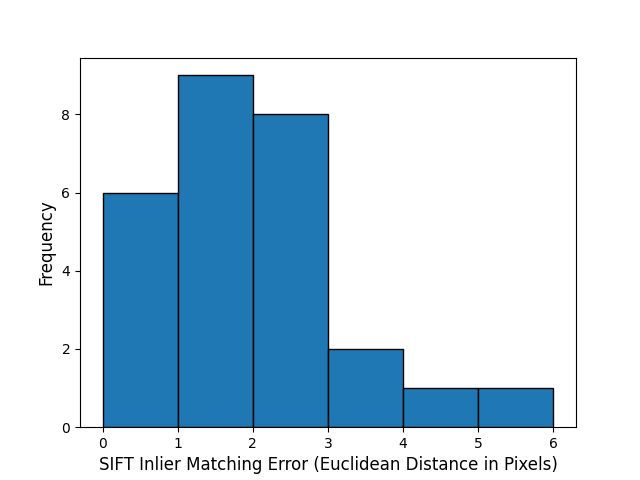 8
6
4
2
0
Frequency
0 1 2 3 4 5 6
SIFT Inlier Matching Error (Euclidean Distance in Pixels)